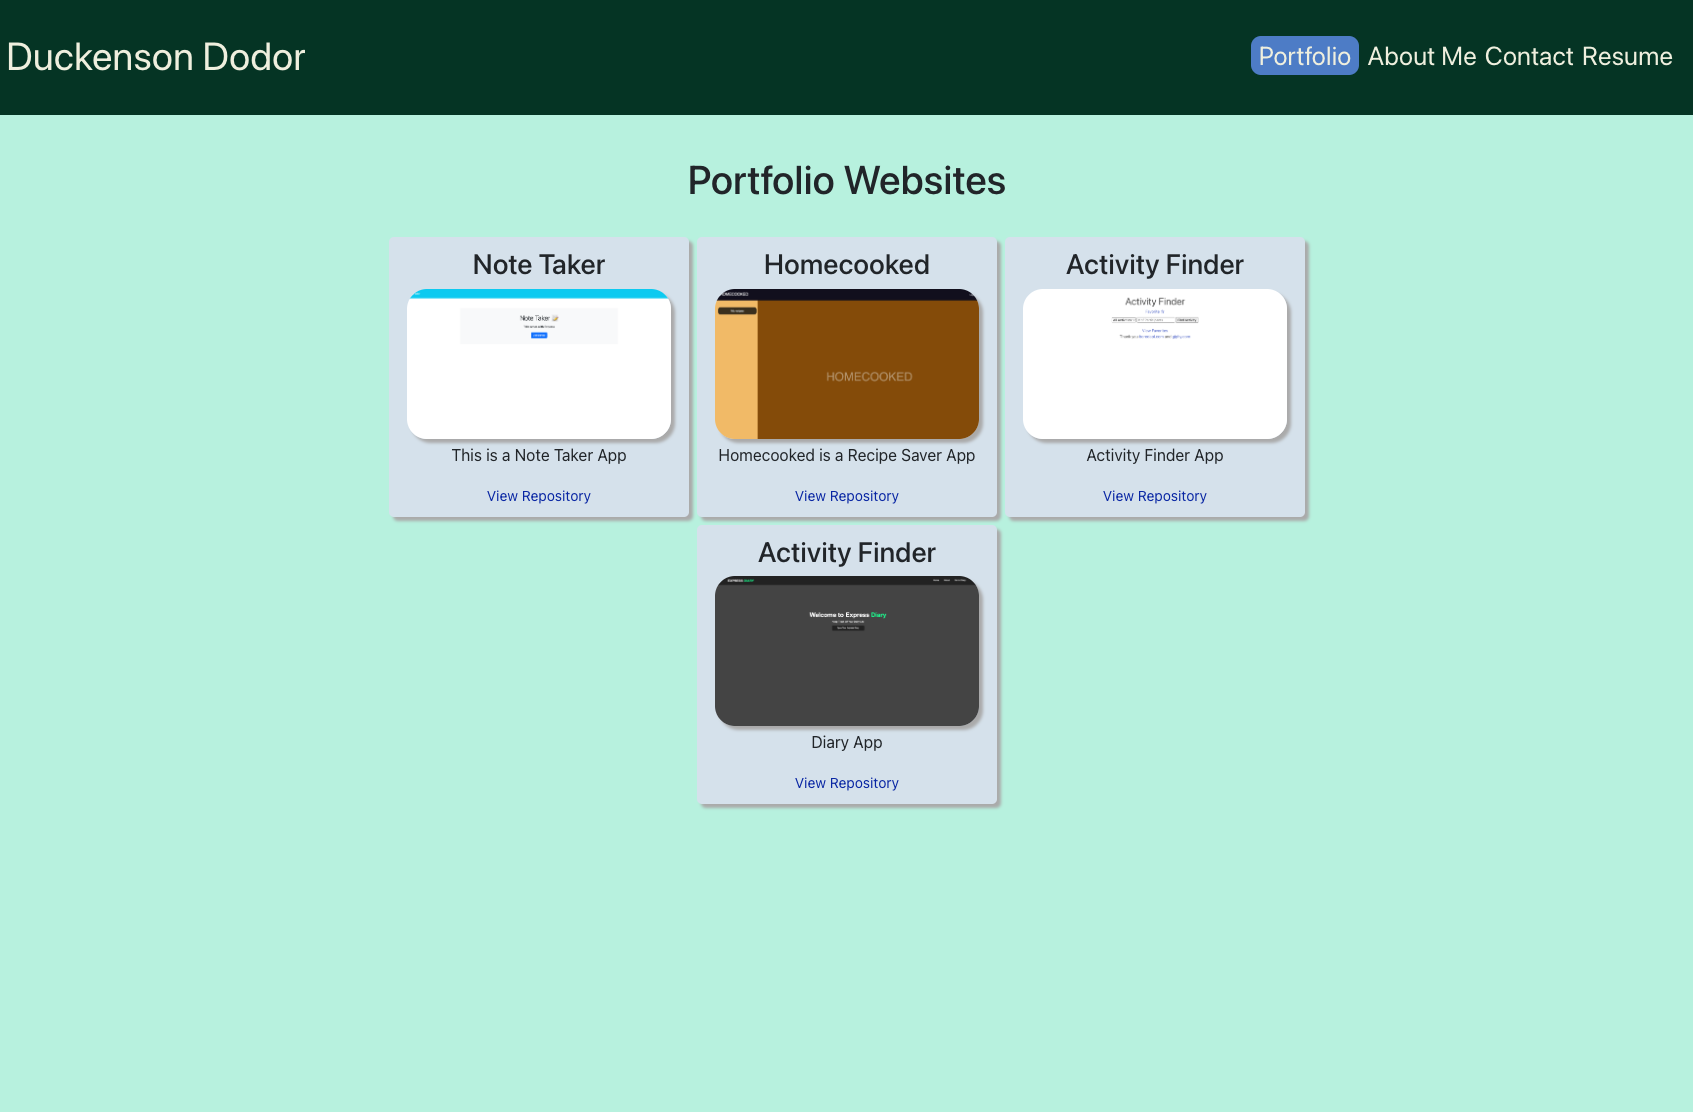 Duckenson Dodor
Portfolio About Me Contact Resume
Portfolio Websites
Note Taker
Note Taker
This is a Note Taker App
View Repository
Homecooked
HOMECOOKED
HOMECOOKED
Homecooked is a Recipe Saver App
View Repository
Activity Finder
Activity Finder
Activity Finder App
View Repository
Activity Finder
EXPRESS DIARY
Welcome to Express Diary
Diary App
View Repository